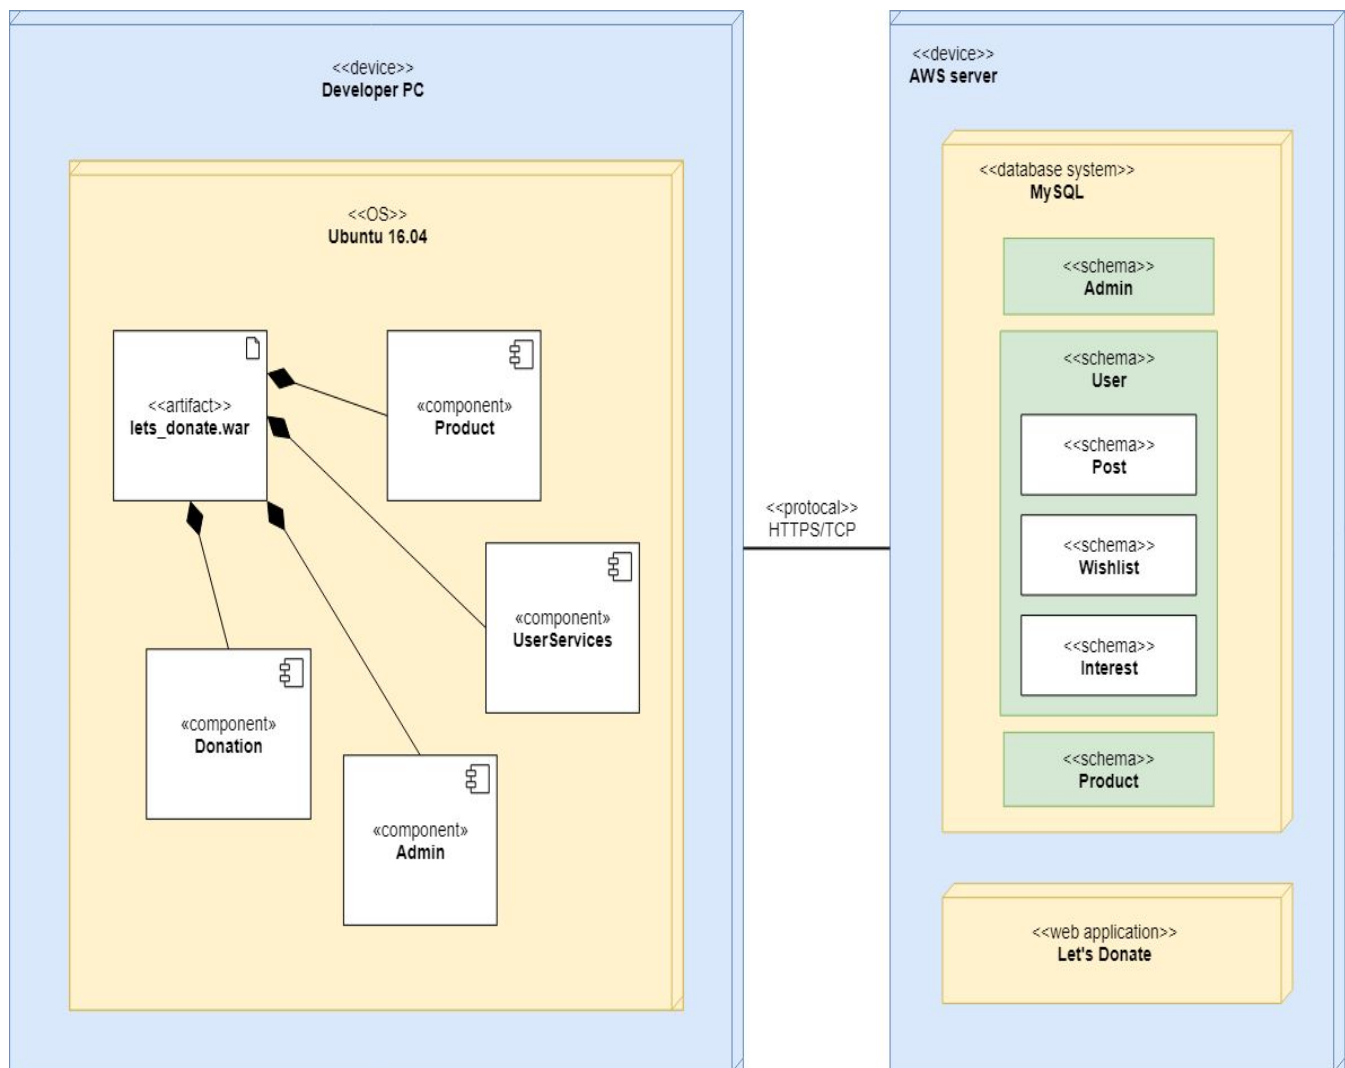 <<device>>
Developer PC
<<OS>>
Ubuntu 16.04
<<artifact>>
lets_donate.war
«component»
Product
«component»
UserServices
«component»
Donation
«component»
Admin
<<protocal>>
HTTPS/TCP
<<device>>
AWS server
<<database system>>
MySQL
<<schema>>
Admin
<<schema>>
User
<<schema>>
Post
<<schema>>
Wishlist
<<schema>>
Interest
<<schema>>
Product
<<web application>>
Let's Donate